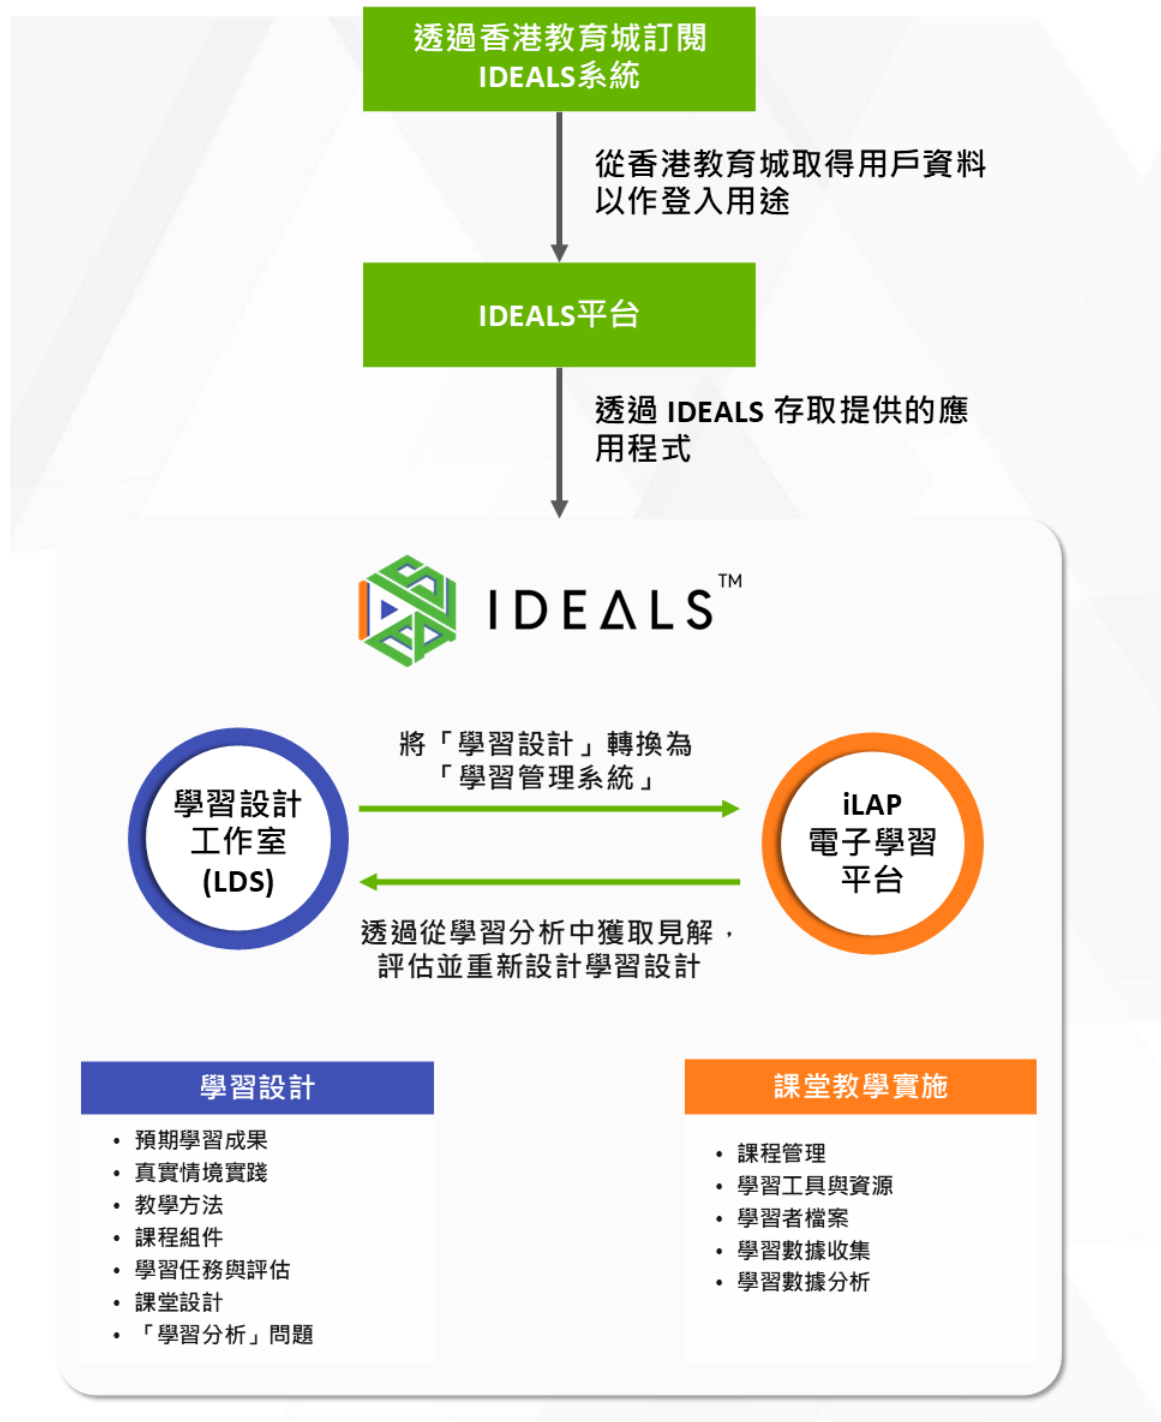 透過香港教育城訂閱
IDEALS系統
從香港教育城取得用戶資料
以作登入用途
IDEALS平台
透過 IDEALS 存取提供的應
用程式
IDEALS™
將「學習設計」轉換為
「學習管理系統」
學習設計
工作室
(LDS)
iLAP
電子學習
平台
透過從學習分析中獲取見解，
評估並重新設計學習設計
學習設計
• 預期學習成果
• 真實情境實踐
• 教學方法
• 課程組件
• 學習任務與評估
• 課堂設計
• 「學習分析」問題
課堂教學實施
• 課程管理
• 學習工具與資源
• 學習者檔案
• 學習數據收集
• 學習數據分析